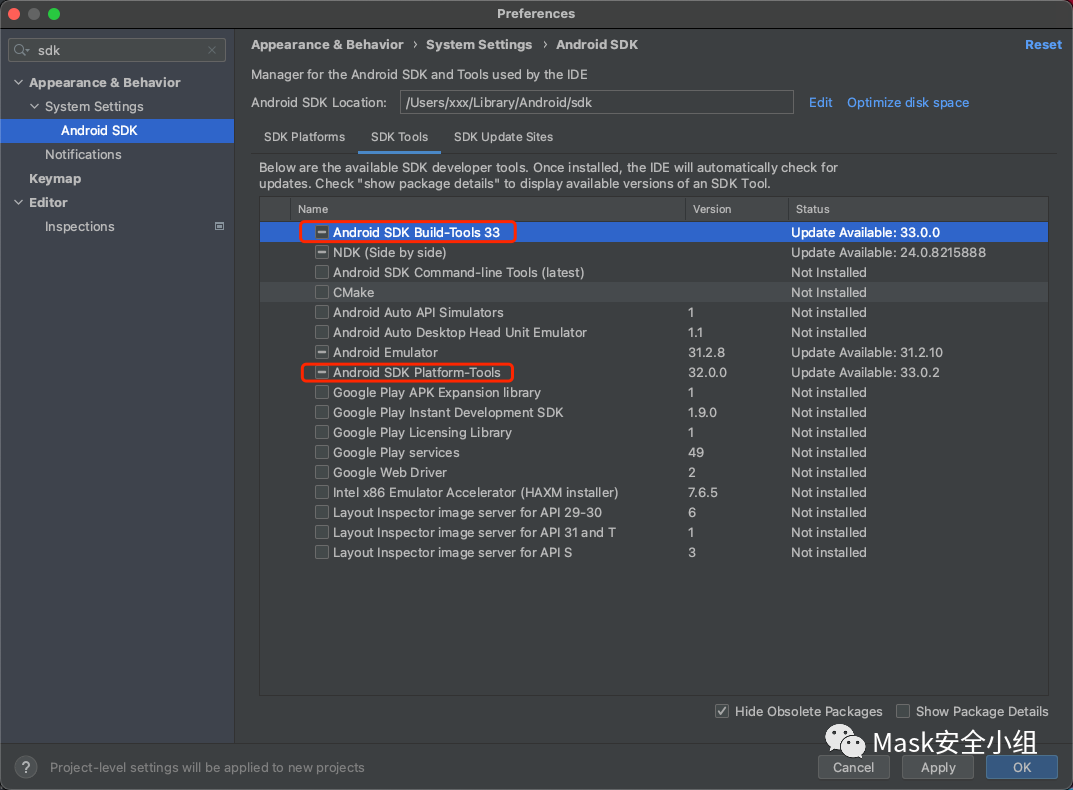 Preferences
sdk
Appearance & Behavior
System Settings
Android SDK
Notifications
Keymap
Editor
Inspections
Appearance & Behavior › System Settings › Android SDK
Reset
Manager for the Android SDK and Tools used by the IDE
Android SDK Location: /Users/xxx/Library/Android/sdk Edit Optimize disk space
SDK Platforms SDK Tools SDK Update Sites
Below are the available SDK developer tools. Once installed, the IDE will automatically check for
updates. Check "show package details" to display available versions of an SDK Tool.
Name Version Status
Android SDK Build-Tools 33 Update Available: 33.0.0
NDK (Side by side) Update Available: 24.0.8215888
Android SDK Command-line Tools (latest) Not Installed
CMake Not Installed
Android Auto API Simulators 1 Not installed
Android Auto Desktop Head Unit Emulator 1.1 Not installed
Android Emulator 31.2.8 Update Available: 31.2.10
Android SDK Platform-Tools 32.0.0 Update Available: 33.0.2
Google Play APK Expansion library 1 Not installed
Google Play Instant Development SDK 1.9.0 Not installed
Google Play Licensing Library 1 Not installed
Google Play services 49 Not installed
Google Web Driver 2 Not installed
Intel x86 Emulator Accelerator (HAXM installer) 7.6.5 Not installed
Layout Inspector image server for API 29-30 6 Not installed
Layout Inspector image server for API 31 and T 1 Not installed
Layout Inspector image server for API S 3 Not installed
Hide Obsolete Packages Show Package Details
Mask安全小组
? Project-level settings will be applied to new projects
Cancel Apply OK